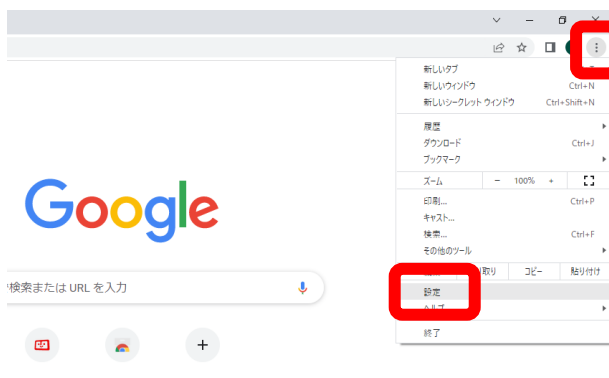 新しいタブ
新しいウィンドウ Ctrl+N
新しいシークレット ウィンドウ Ctrl+Shift+N
履歴
ダウンロード Ctrl+J
ブックマーク
ズーム － 100% +
印刷... Ctrl+P
キャスト...
検索... Ctrl+F
その他のツール
り取り コピー 貼り付け
設定
ヘルプ
終了
Google
検索または URL を入力